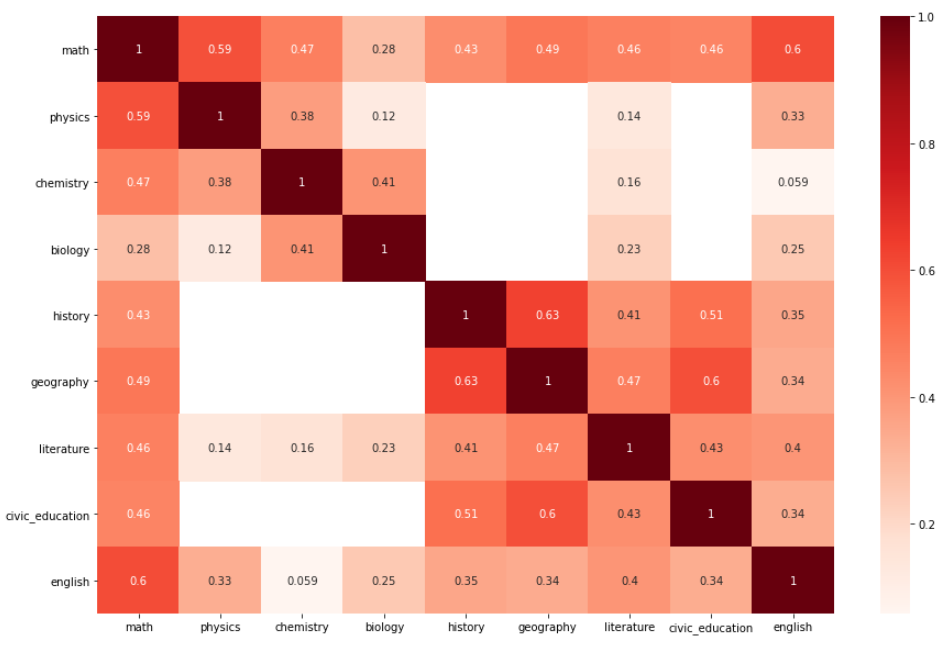 math 1 0.59 0.47 0.28 0.43 0.49 0.46 0.46 0.6
physics 0.59 1 0.38 0.12 0.14 0.33
chemistry 0.47 0.38 1 0.41 0.16 0.059
biology 0.28 0.12 0.41 1 0.23 0.25
history 0.43 1 0.63 0.41 0.51 0.35
geography 0.49 0.63 1 0.47 0.6 0.34
literature 0.46 0.14 0.16 0.23 0.41 0.47 1 0.43 0.4
civic_education 0.46 0.51 0.6 0.43 1 0.34
english 0.6 0.33 0.059 0.25 0.35 0.34 0.4 0.34 1
math physics chemistry biology history geography literature civic_education english
1.0
0.8
0.6
0.4
0.2